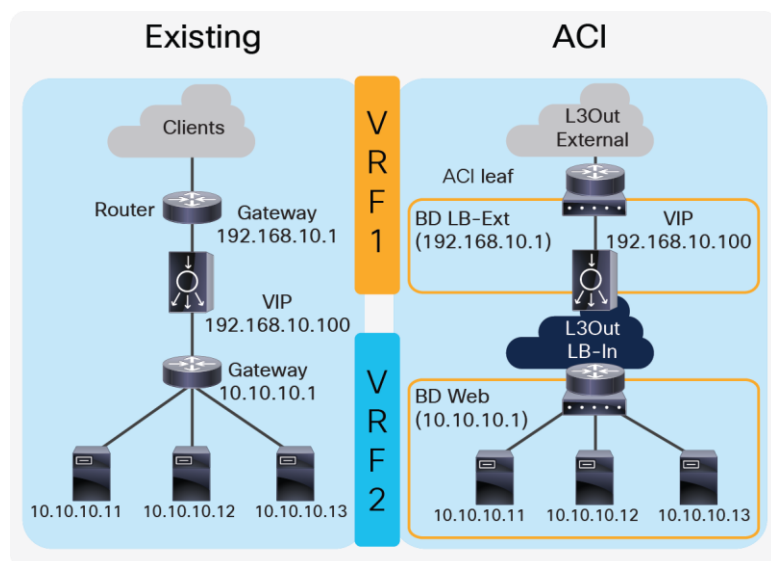 Existing
Clients
Router
Gateway
192.168.10.1
VIP
192.168.10.100
Gateway
10.10.10.1
10.10.10.11
10.10.10.12
10.10.10.13
VRF1
VRF2
ACI
L3Out
External
ACI leaf
BD LB-Ext
(192.168.10.1)
VIP
192.168.10.100
L3Out
LB-In
BD Web
(10.10.10.1)
10.10.10.11
10.10.10.12
10.10.10.13